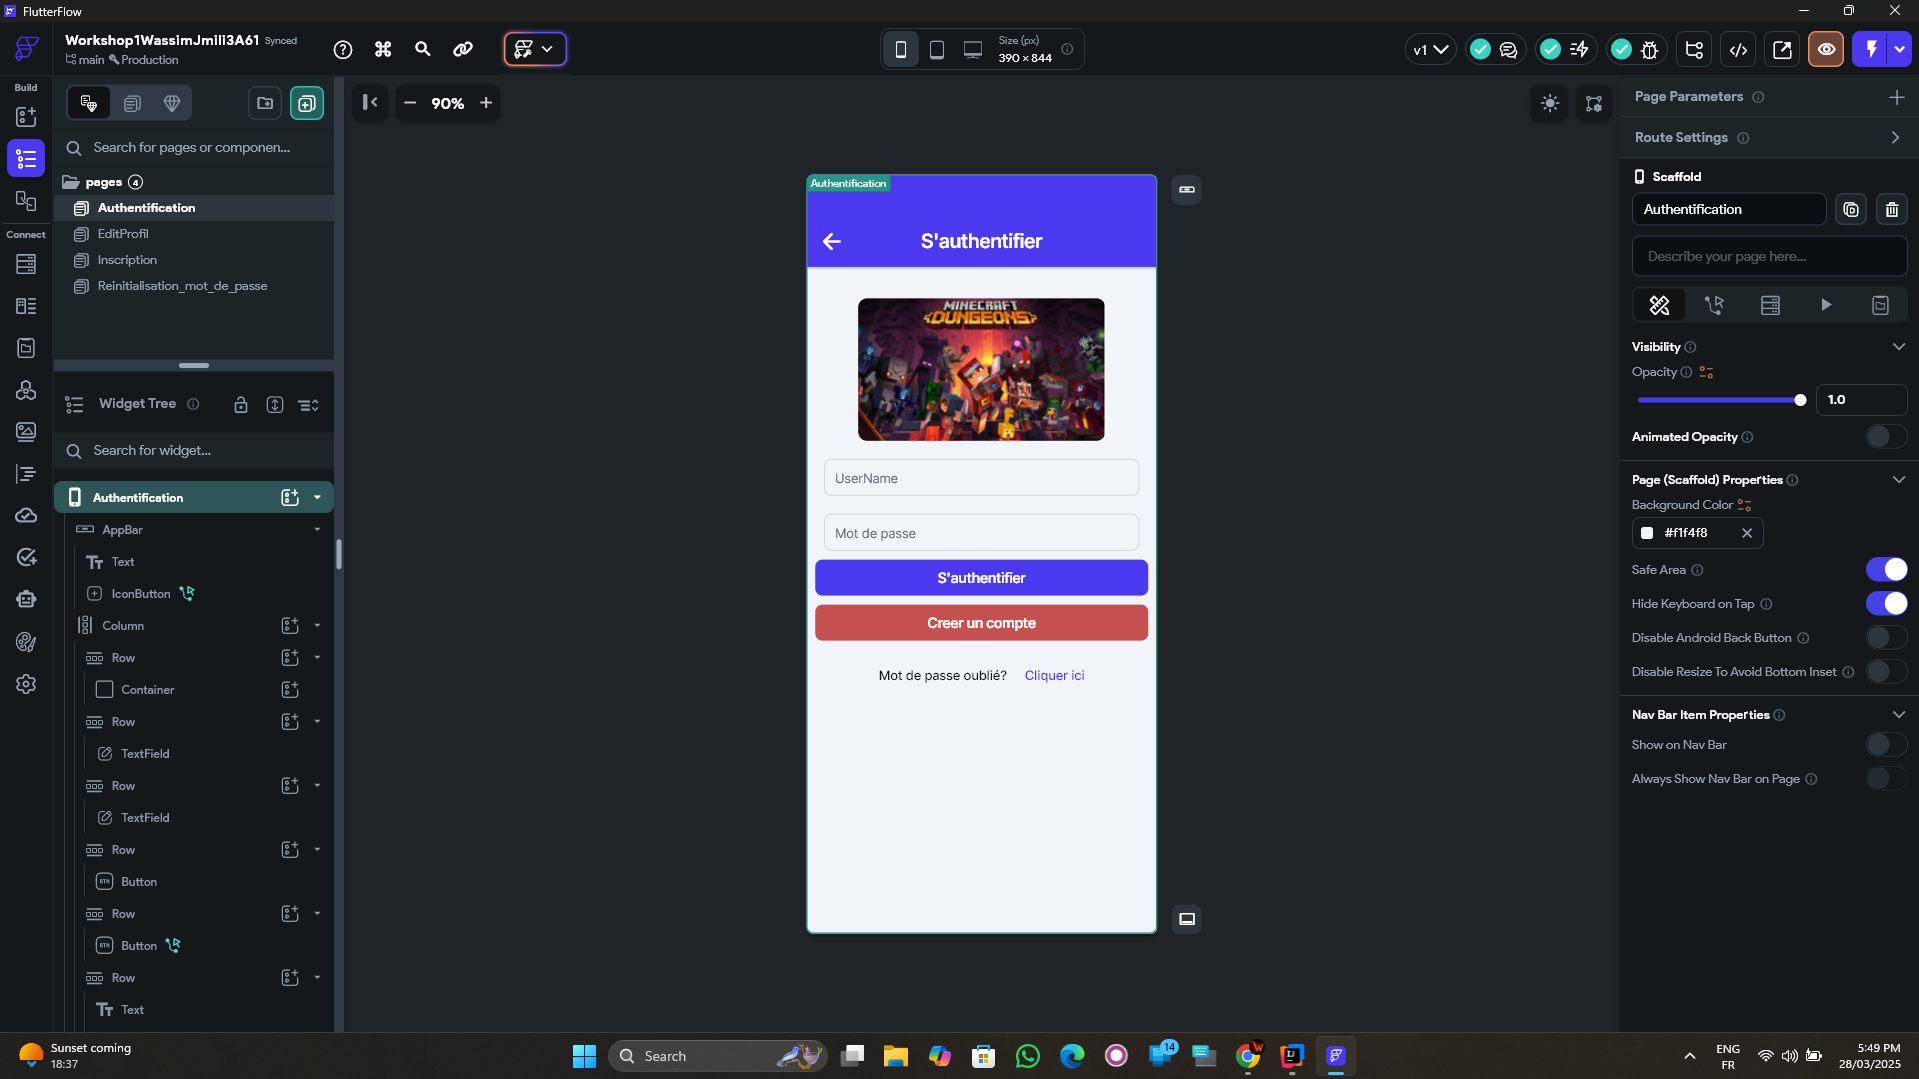 FlutterFlow
Workshop1WassimJmili3A61 Synced
main Production
Size (px)
390 × 844
v1
Build
Connect
90%
Search for pages or componen...
pages 4
Authentification
EditProfil
Inscription
Reinitialisation_mot_de_passe
Widget Tree
Search for widget...
Authentification
AppBar
Text
IconButton
Column
Row
Container
Row
TextField
Row
TextField
Row
Button
Row
Button
Row
Text
Authentification
S'authentifier
MINECRAFT
DUNGEONS
UserName
Mot de passe
S'authentifier
Creer un compte
Mot de passe oublié? Cliquer ici
Page Parameters
Route Settings
Scaffold
Authentification
Describe your page here...
Visibility
Opacity
1.0
Animated Opacity
Page (Scaffold) Properties
Background Color
#f1f4f8
Safe Area
Hide Keyboard on Tap
Disable Android Back Button
Disable Resize To Avoid Bottom Inset
Nav Bar Item Properties
Show on Nav Bar
Always Show Nav Bar on Page
Sunset coming
18:37
Search
14
ENG
FR
5:49 PM
28/03/2025